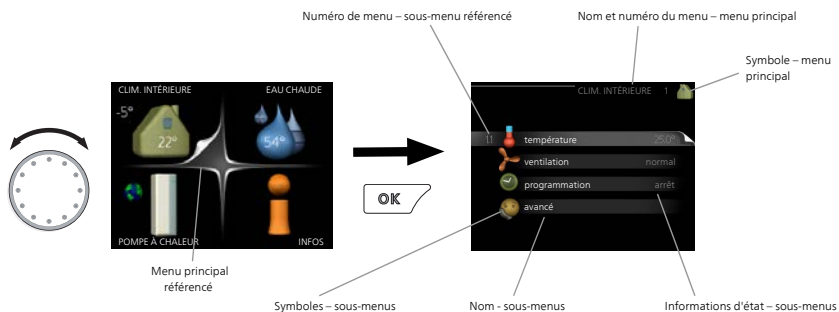 Numéro de menu – sous-menu référencé
Nom et numéro du menu – menu principal
Symbole – menu
principal
CLIM. INTÉRIEURE
EAU CHAUDE
-5°
22°
54°
POMPE À CHALEUR
INFOS
OK
CLIM. INTÉRIEURE 1
1.1 température 25.0°
ventilation normal
programmation arrêt
avancé
Menu principal
référencé
Symboles – sous-menus
Nom - sous-menus
Informations d'état – sous-menus